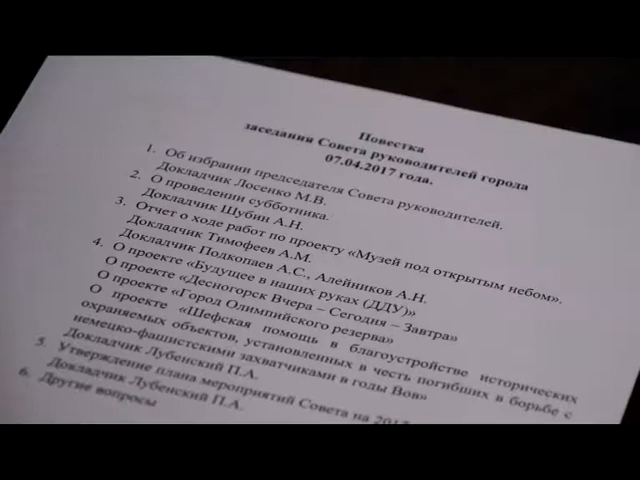 Повестка
заседания Совета руководителей города
07.04.2017 года.
1. Об избрании председателя Совета руководителей.
Докладчик Лосенко М.В.
2. О проведении субботника.
Докладчик Шубин А.Н.
3. Отчет о ходе работ по проекту «Музей под открытым небом».
Докладчик Тимофеев А.М.
Докладчик Подкопаев А.С., Алейников А.Н.
4. О проекте «Будущее в наших руках (ДДУ)»
О проекте «Десногорск Вчера – Сегодня – Завтра»
О проекте «Город Олимпийского резерва»
О проекте «Шефская помощь в благоустройстве исторических
охраняемых объектов, установленных в честь погибших в борьбе с
немецко-фашистскими захватчиками в годы Вов»
Докладчик Лубенский П.А.
5. Утверждение плана мероприятий Совета на 2017
Докладчик Лубенский П.А.
6. Другие вопросы